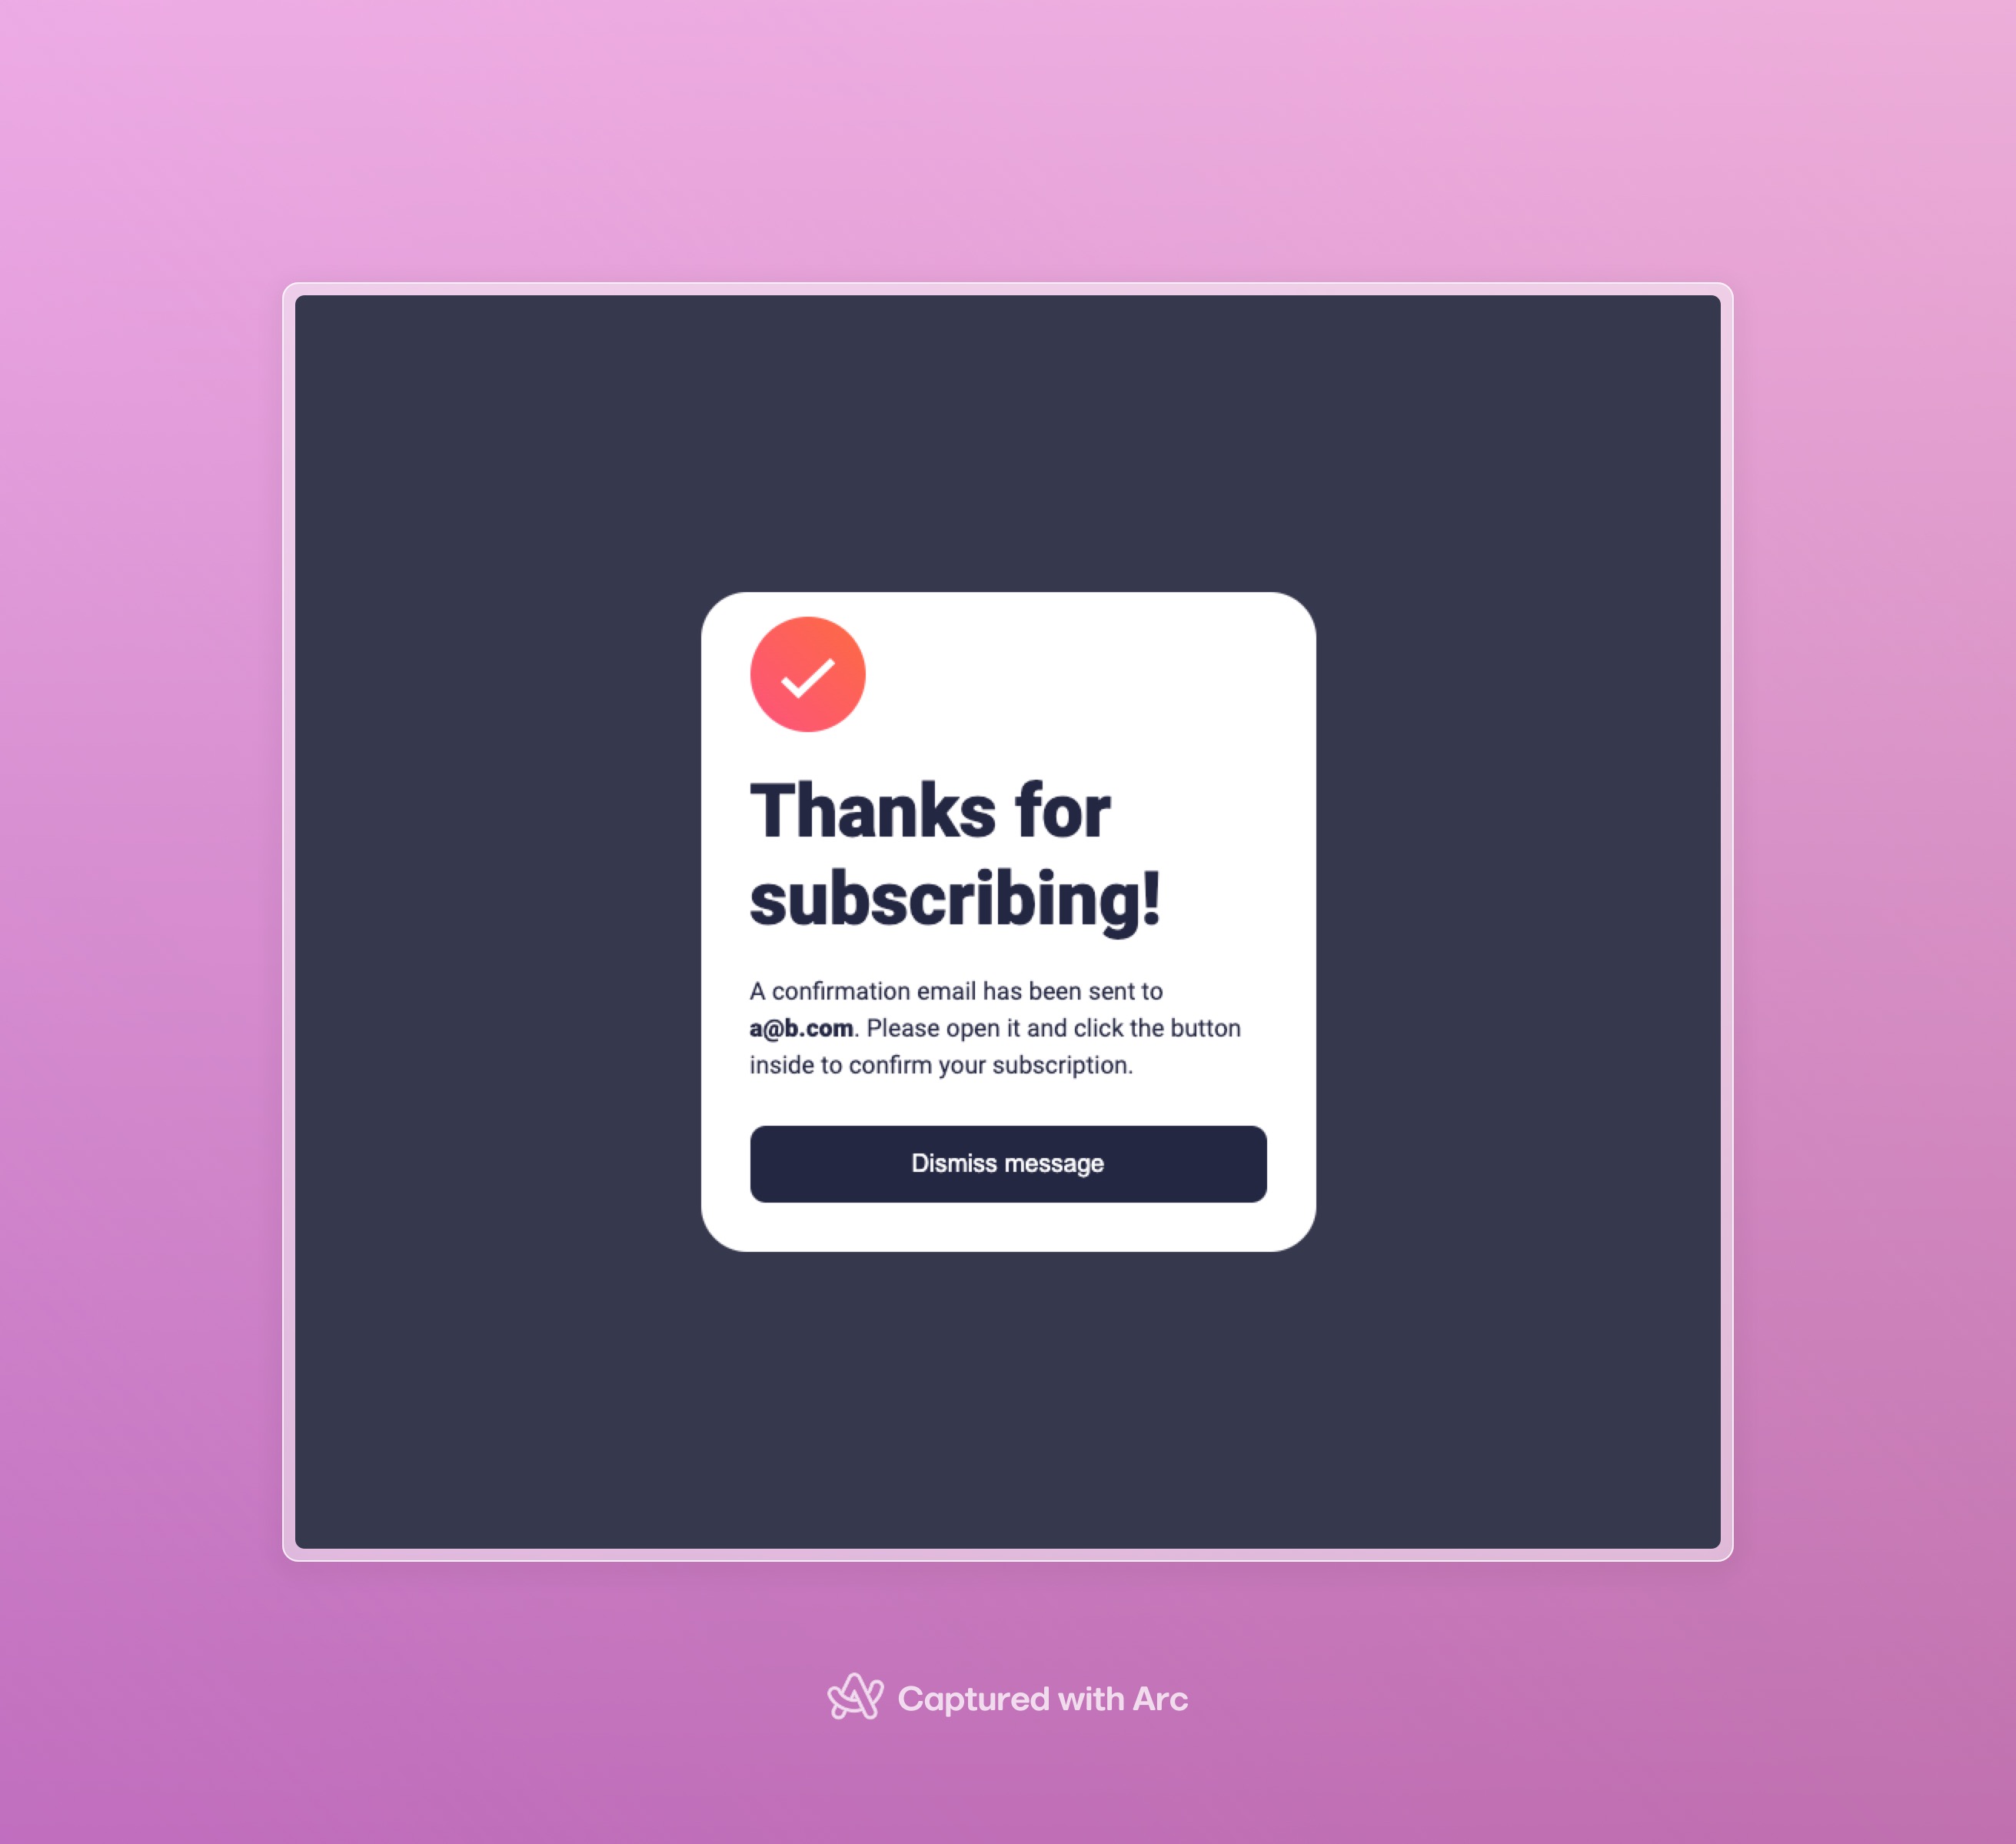 Thanks for
subscribing!
A confirmation email has been sent to
a@b.com. Please open it and click the button
inside to confirm your subscription.
Dismiss message
Captured with Arc